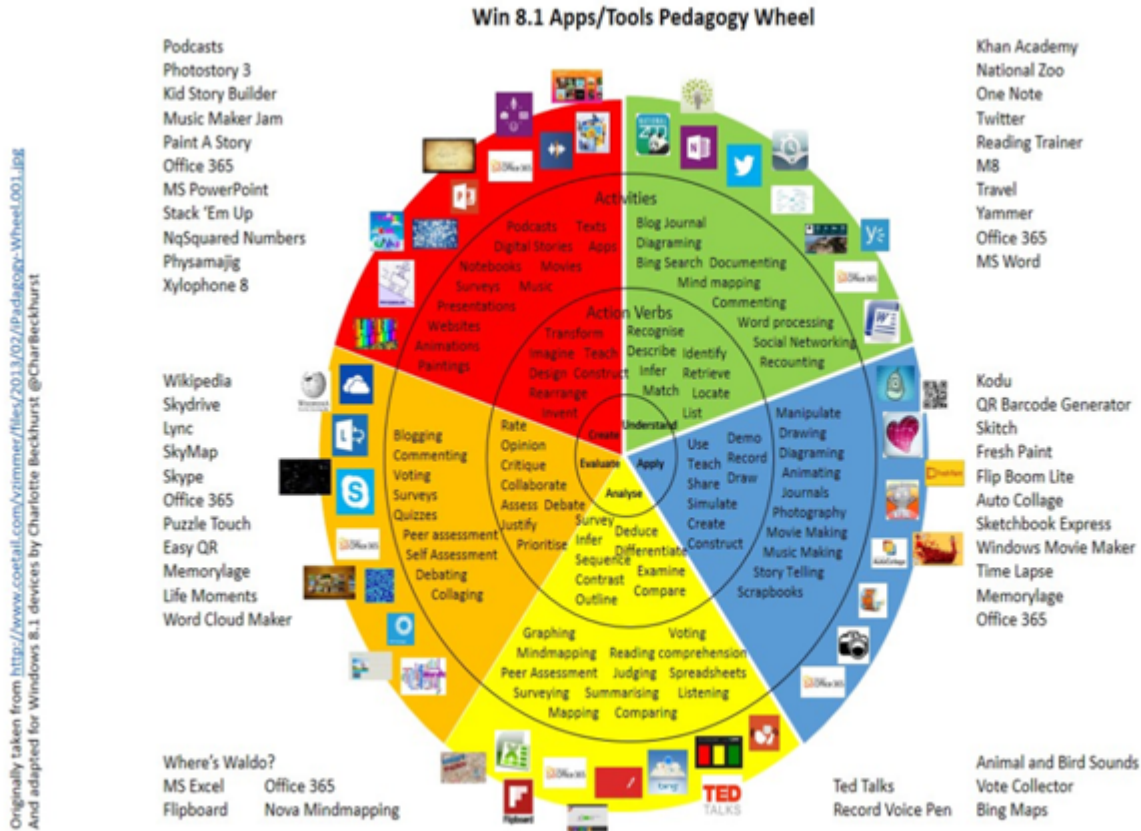 Win 8.1 Apps/Tools Pedagogy Wheel
Podcasts
Photostory 3
Kid Story Builder
Music Maker Jam
Paint A Story
Office 365
MS PowerPoint
Stack 'Em Up
NqSquared Numbers
Physamajig
Xylophone 8
Khan Academy
National Zoo
One Note
Twitter
Reading Trainer
M8
Travel
Yammer
Office 365
MS Word
Originally taken from http://www.coetail.com/vzimmer/files/2013/02/iPadagogy-Wheel.001.jpg
And adapted for Windows 8.1 devices by Charlotte Beckhurst @CharBeckhurst
Activities
Podcasts Texts
Digital Stories Apps
Notebooks Movies
Surveys Music
Presentations
Websites
Animations
Paintings
Blog Journal
Diagraming
Bing Search Documenting
Mind mapping
Commenting
Word processing
Social Networking
Recounting
Action Verbs
Transform
Imagine Teach
Design Construct
Rearrange
Invent
Create
Recognise
Describe Identify
Infer Retrieve
Match Locate
List
Understand
Wikipedia
Skydrive
Lync
SkyMap
Skype
Office 365
Puzzle Touch
Easy QR
Memorylage
Life Moments
Word Cloud Maker
Blogging
Commenting
Voting
Surveys
Quizzes
Peer assessment
Self Assessment
Debating
Collaging
Rate
Opinion
Critique
Collaborate
Assess Debate
Justify
Prioritise
Evaluate
Apply
Analyse
Use Demo
Teach Record
Share Draw
Simulate
Create
Construct
Manipulate
Drawing
Diagraming
Animating
Journals
Photography
Movie Making
Music Making
Story Telling
Scrapbooks
Kodu
QR Barcode Generator
Skitch
Fresh Paint
Flip Boom Lite
Auto Collage
Sketchbook Express
Windows Movie Maker
Time Lapse
Memorylage
Office 365
Survey Deduce
Infer Differentiate
Sequence Examine
Contrast Compare
Outline
Graphing Voting
Mindmapping Reading comprehension
Peer Assessment Judging Spreadsheets
Surveying Summarising Listening
Mapping Comparing
Office 365
Office 365
Office 365
Office 365
Office 365
bing
Flipboard
TED
TALKS
Where's Waldo?
MS Excel Office 365
Flipboard Nova Mindmapping
Animal and Bird Sounds
Ted Talks Vote Collector
Record Voice Pen Bing Maps